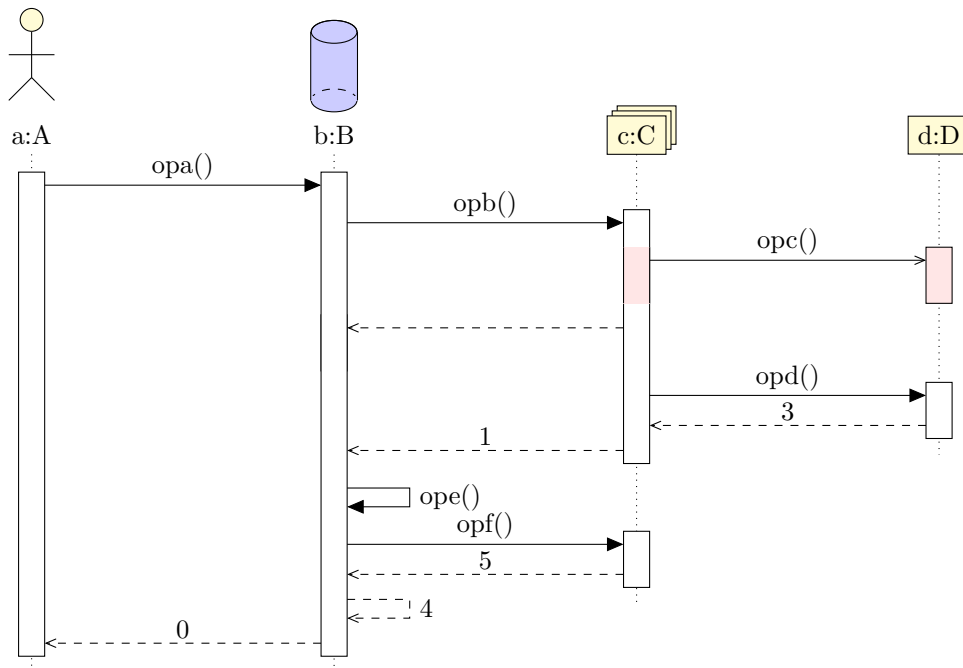 a:A
b:B
c:C
d:D
opa()
opb()
opc()
opd()
3
1
ope()
opf()
5
4
0